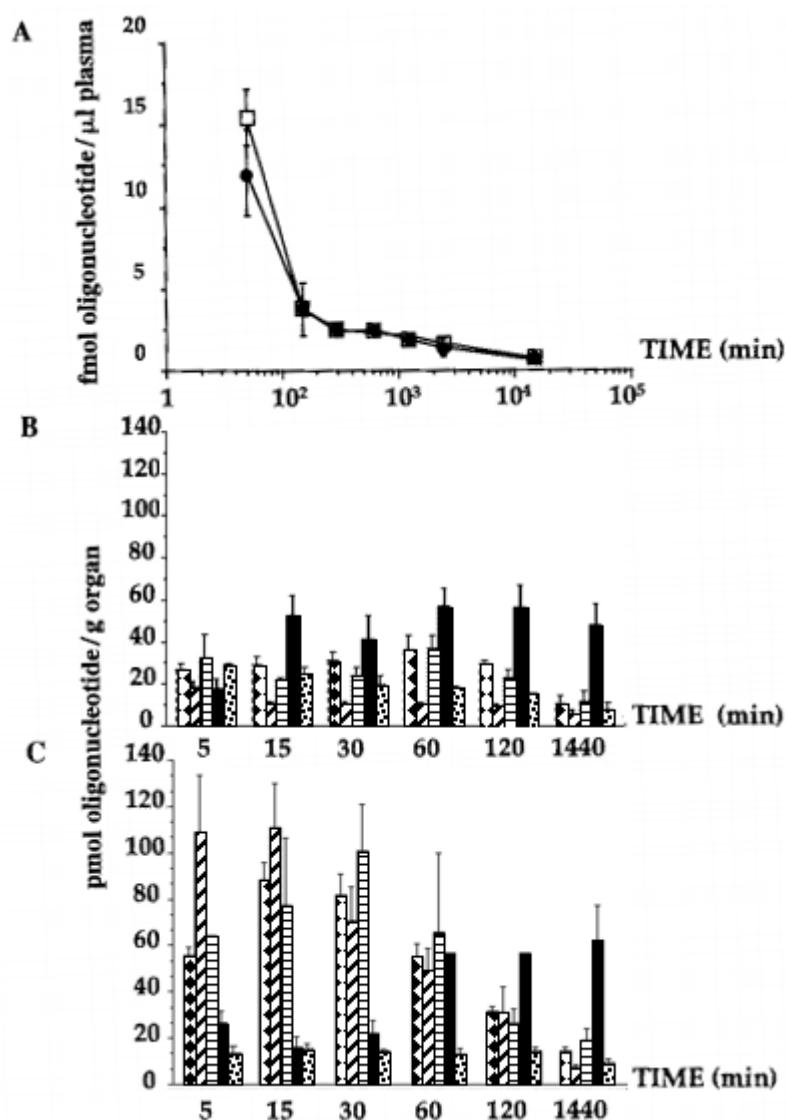 A
fmol oligonucleotide/µl plasma
20
15
10
5
0
1
10²
10³
10⁴
10⁵
TIME (min)
B
pmol oligonucleotide/g organ
140
120
100
80
60
40
20
0
5 15 30 60 120 1440
TIME (min)
C
140
120
100
80
60
40
20
0
5 15 30 60 120 1440
TIME (min)